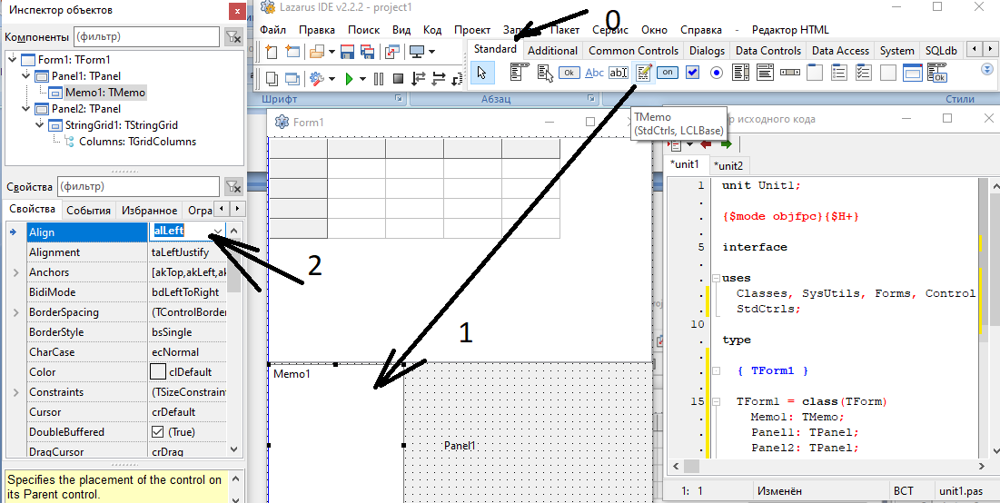 Инспектор объектов
Компоненты (фильтр)
Form1: TForm1
Panel1: TPanel
Memo1: TMemo
Panel2: TPanel
StringGrid1: TStringGrid
Columns: TGridColumns
Свойства (фильтр)
Свойства События Избранное Огра
Align alLeft
Alignment taLeftJustify
Anchors [akTop,akLeft,ak
BidiMode bdLeftToRight
BorderSpacing (TControlBorder
BorderStyle bsSingle
CharCase ecNormal
Color clDefault
Constraints (TSizeConstraint
Cursor crDefault
DoubleBuffered (True)
DragCursor crDrag
Specifies the placement of the control on
its Parent control.
Lazarus IDE v2.2.2 - project1
0
Файл Правка Поиск Вид Код Проект Пакет Сервис Окно Справка - Редактор HTML
Standard Additional Common Controls Dialogs Data Controls Data Access System SQLdb
Ok Abc abI on Ok
Шрифт Абзац Стили
Form1
TMemo
(StdCtrls, LCLBase)
2
1
Memo1
Panel1
исходного кода
*unit1 *unit2
1 unit Unit1;
. {$mode objfpc}{$H+}
5 interface
. uses
. Classes, SysUtils, Forms, Control
. StdCtrls;
10
. type
. { TForm1 }
15 TForm1 = class(TForm)
. Memo1: TMemo;
. Panel1: TPanel;
. Panel2: TPanel;
1: 1 Изменён ВСТ unit1.pas